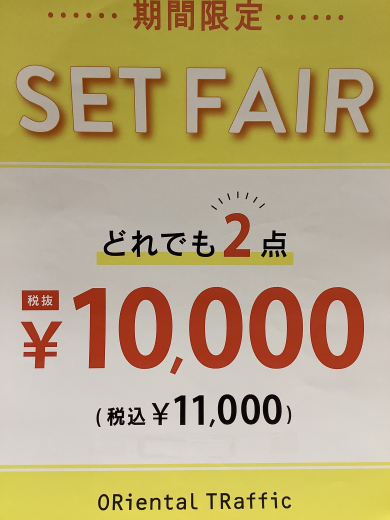 ······ 期間限定 ······
SET FAIR
どれでも2点
税抜
¥10,000
(税込¥11,000)
ORiental TRaffic